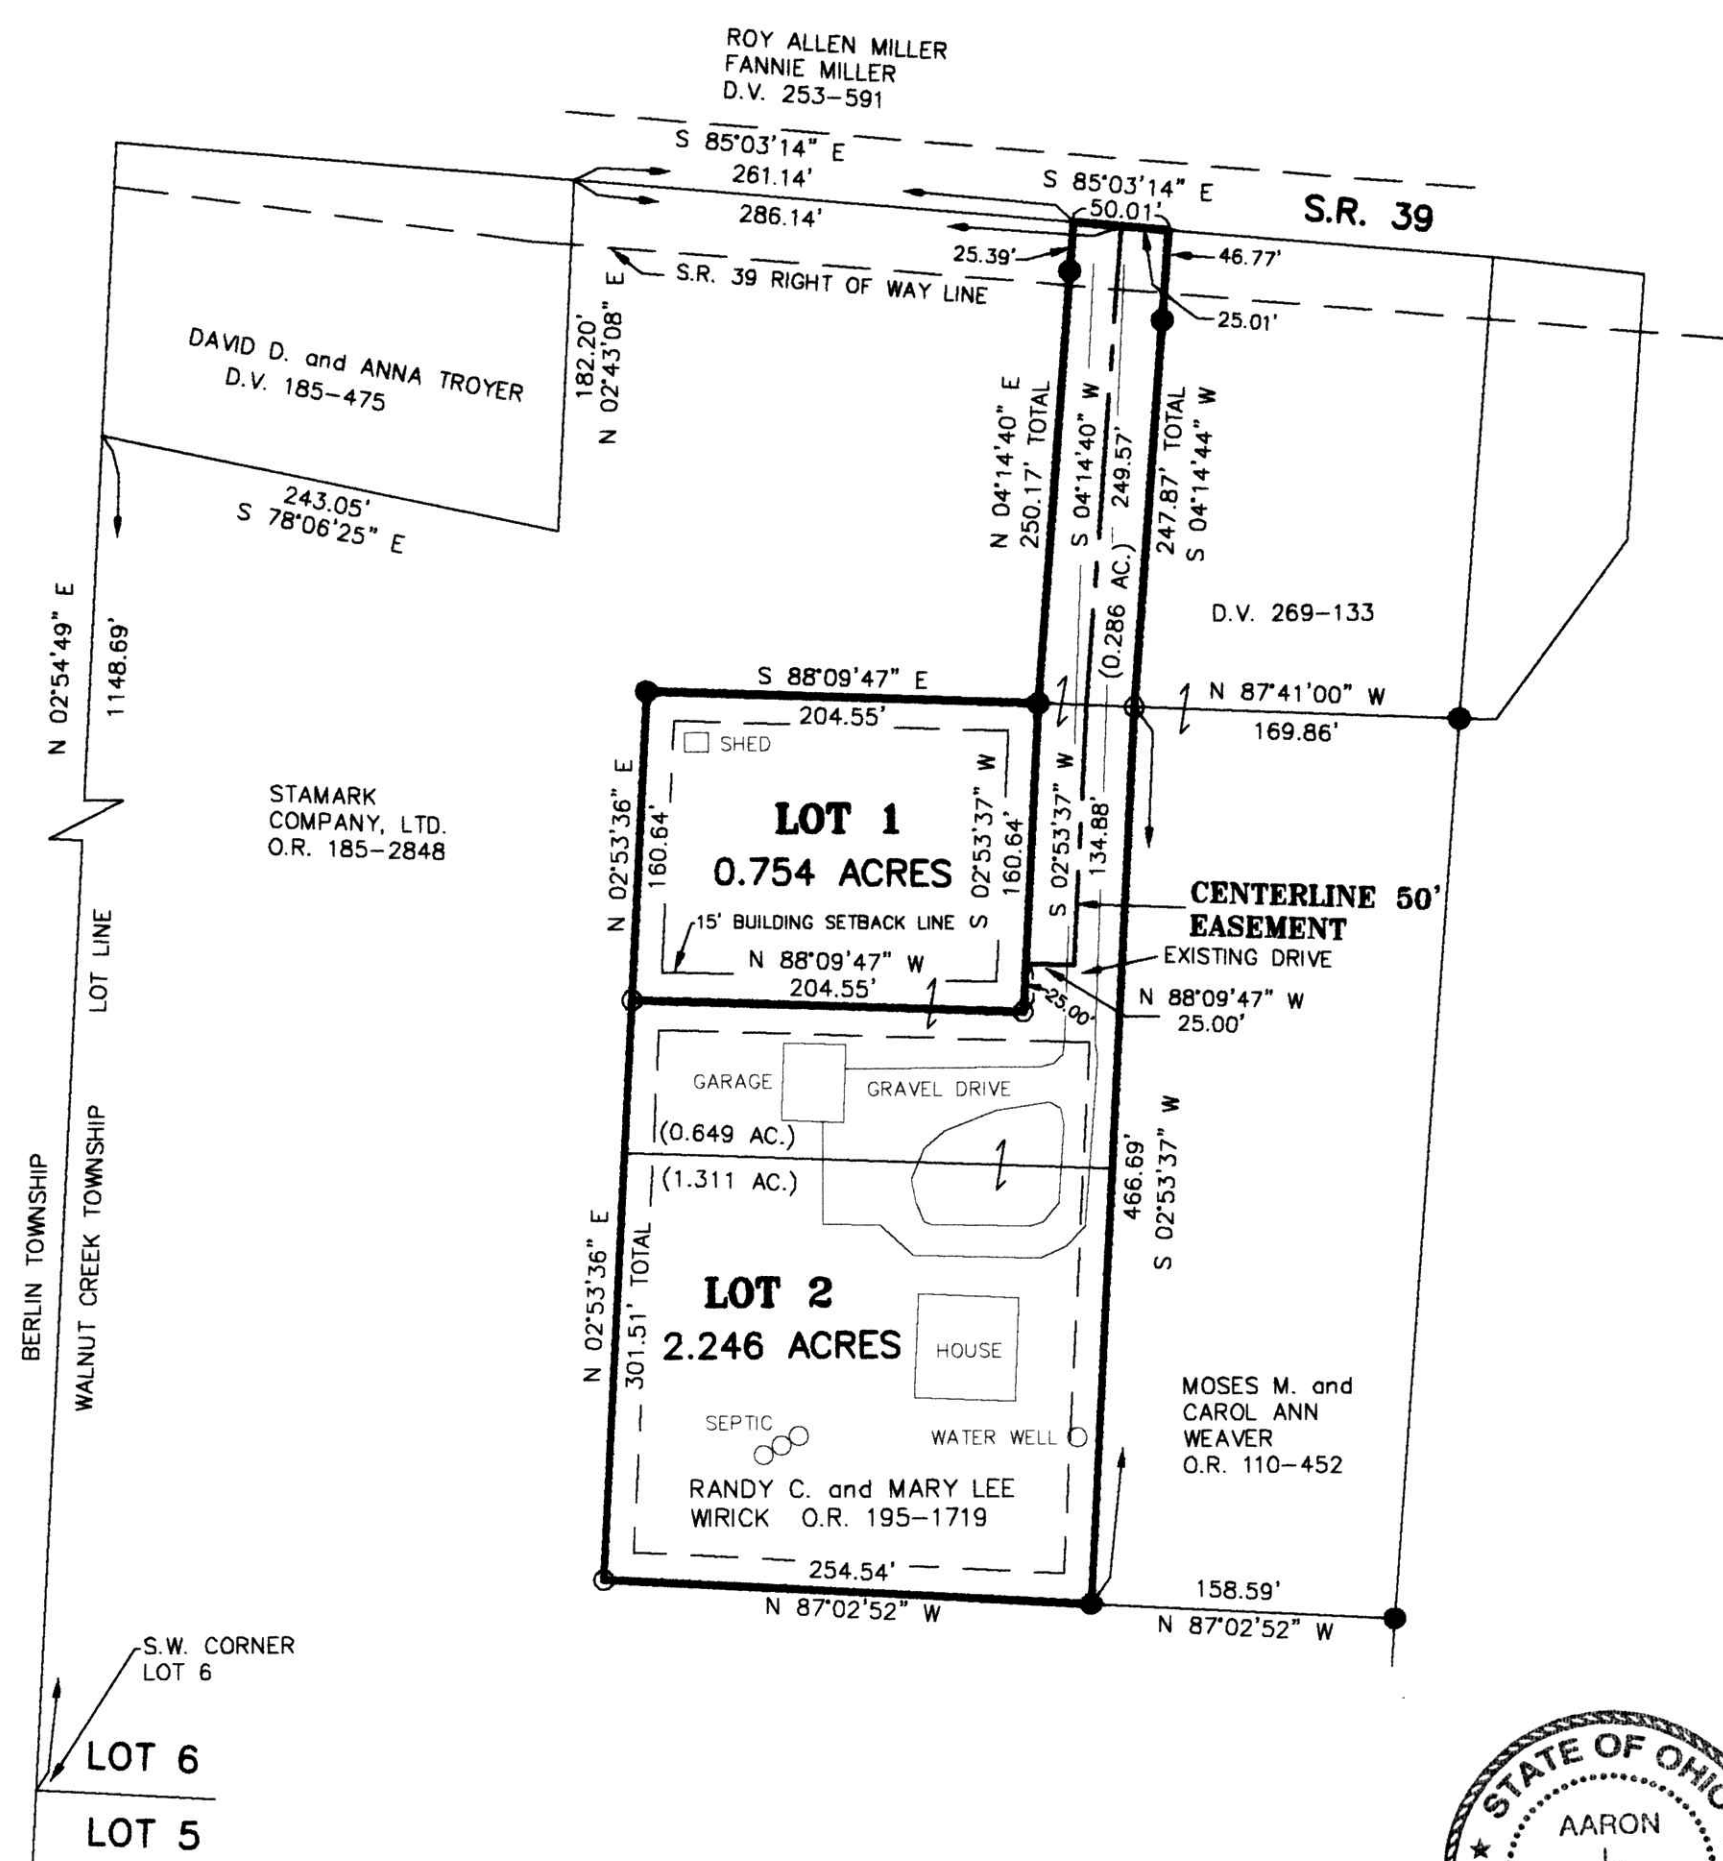 ROY ALLEN MILLER
FANNIE MILLER
D.V. 253-591
S 85°03'14" E
261.14'
286.14'
S 85°03'14" E
50.01'
S.R. 39
25.39'
46.77'
25.01'
S.R. 39 RIGHT OF WAY LINE
DAVID D. and ANNA TROYER
D.V. 185-475
182.20'
N 02°43'08" E
243.05'
S 78°06'25" E
N 04°14'40" E
250.17' TOTAL
S 04°14'40" W
249.57'
(0.286 AC.)
247.87' TOTAL
S 04°14'44" W
D.V. 269-133
N 02°54'49" E
1148.69'
S 88°09'47" E
204.55'
N 87°41'00" W
169.86'
SHED
STAMARK
COMPANY, LTD.
O.R. 185-2848
N 02°53'36" E
160.64'
LOT 1
0.754 ACRES
S 02°53'37" W
160.64'
S 02°53'37" W
134.88'
15' BUILDING SETBACK LINE
N 88°09'47" W
204.55'
CENTERLINE 50'
EASEMENT
EXISTING DRIVE
N 88°09'47" W
25.00'
25.00'
LOT LINE
GARAGE
GRAVEL DRIVE
(0.649 AC.)
(1.311 AC.)
BERLIN TOWNSHIP
WALNUT CREEK TOWNSHIP
466.69'
S 02°53'37" W
N 02°53'36" E
301.51' TOTAL
LOT 2
2.246 ACRES
HOUSE
SEPTIC
WATER WELL
MOSES M. and
CAROL ANN
WEAVER
O.R. 110-452
RANDY C. and MARY LEE
WIRICK O.R. 195-1719
254.54'
N 87°02'52" W
158.59'
N 87°02'52" W
S.W. CORNER
LOT 6
LOT 6
LOT 5
STATE OF OHIO
AARON